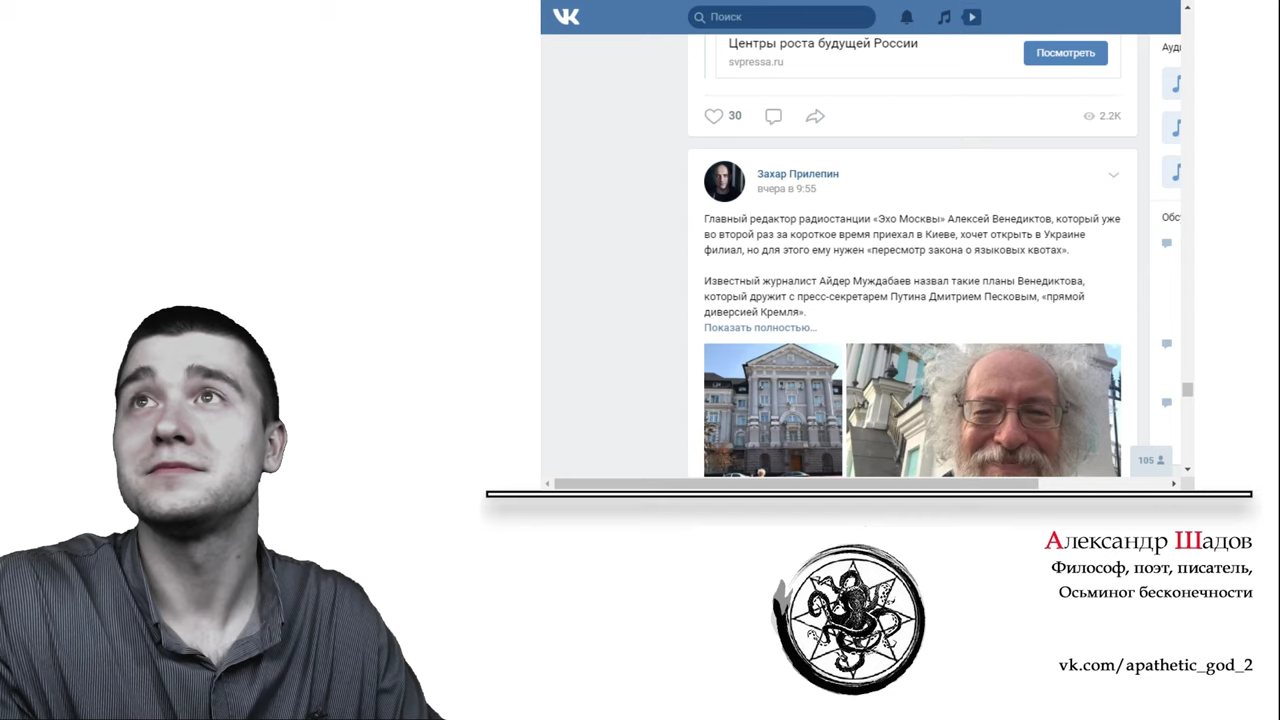 Поиск
Центры роста будущей России
svpressa.ru
Посмотреть
30
2.2K
Захар Прилепин
вчера в 9:55
Главный редактор радиостанции «Эхо Москвы» Алексей Венедиктов, который уже
во второй раз за короткое время приехал в Киеве, хочет открыть в Украине
филиал, но для этого ему нужен «пересмотр закона о языковых квотах».
Известный журналист Айдер Муждабаев назвал такие планы Венедиктова,
который дружит с пресс-секретарем Путина Дмитрием Песковым, «прямой
диверсией Кремля».
Показать полностью...
105
Александр Шадов
Философ, поэт, писатель,
Осьминог бесконечности
vk.com/apathetic_god_2